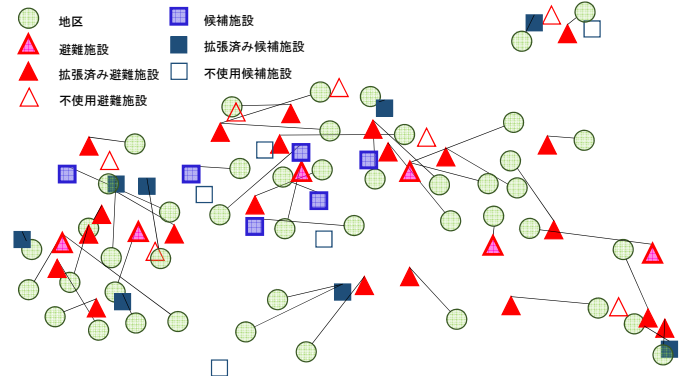 地区
避難施設
拡張済み避難施設
不使用避難施設
候補施設
拡張済み候補施設
不使用候補施設